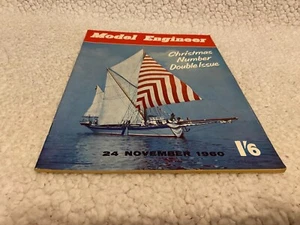 Model Engineer
Christmas
Number
Double Issue
24 NOVEMBER 1960
1'6